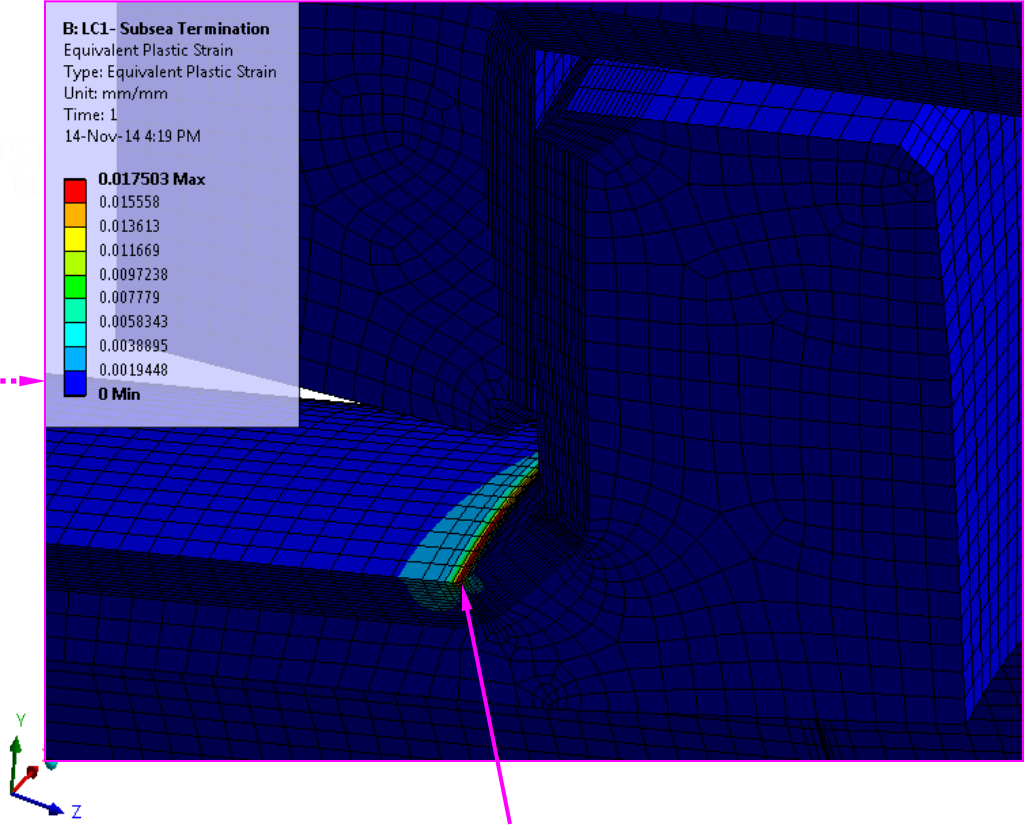 B: LC1- Subsea Termination
Equivalent Plastic Strain
Type: Equivalent Plastic Strain
Unit: mm/mm
Time: 1
14-Nov-14 4:19 PM
0.017503 Max
0.015558
0.013613
0.011669
0.0097238
0.007779
0.0058343
0.0038895
0.0019448
0 Min
Y
Z